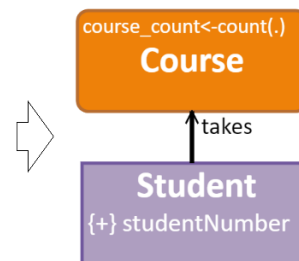 course_count<-count(.)
Course
takes
Student
{+} studentNumber